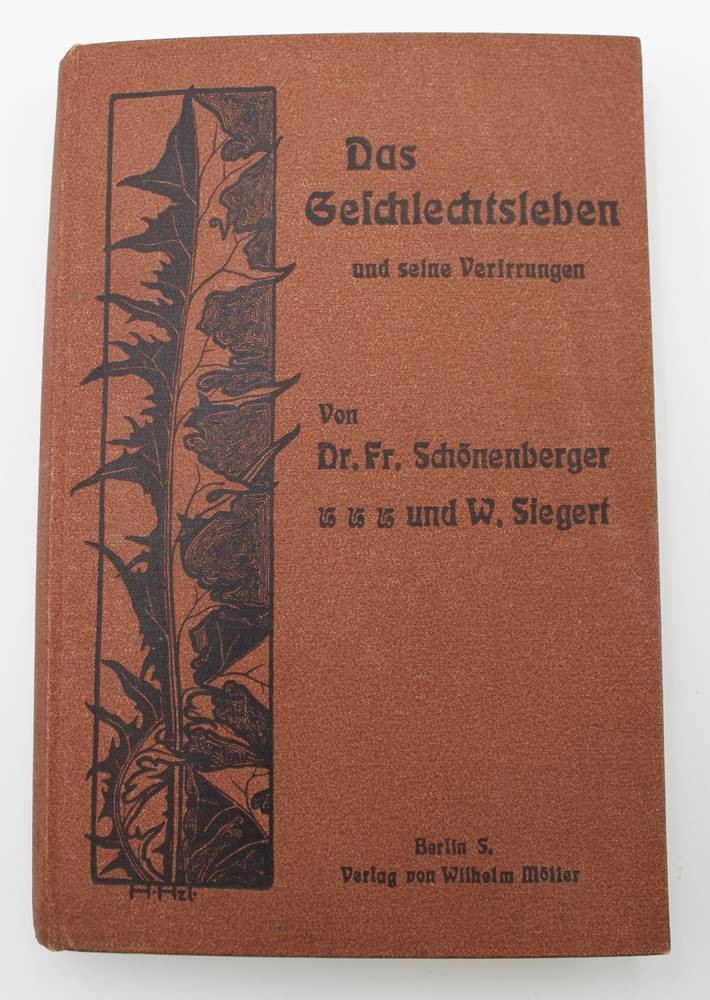 Das
Geſchlechtsleben
und seine Verirrungen
Von
Dr. Fr. Schönenberger
und W. Siegert
Berlin S.
Verlag von Wilhelm Möller